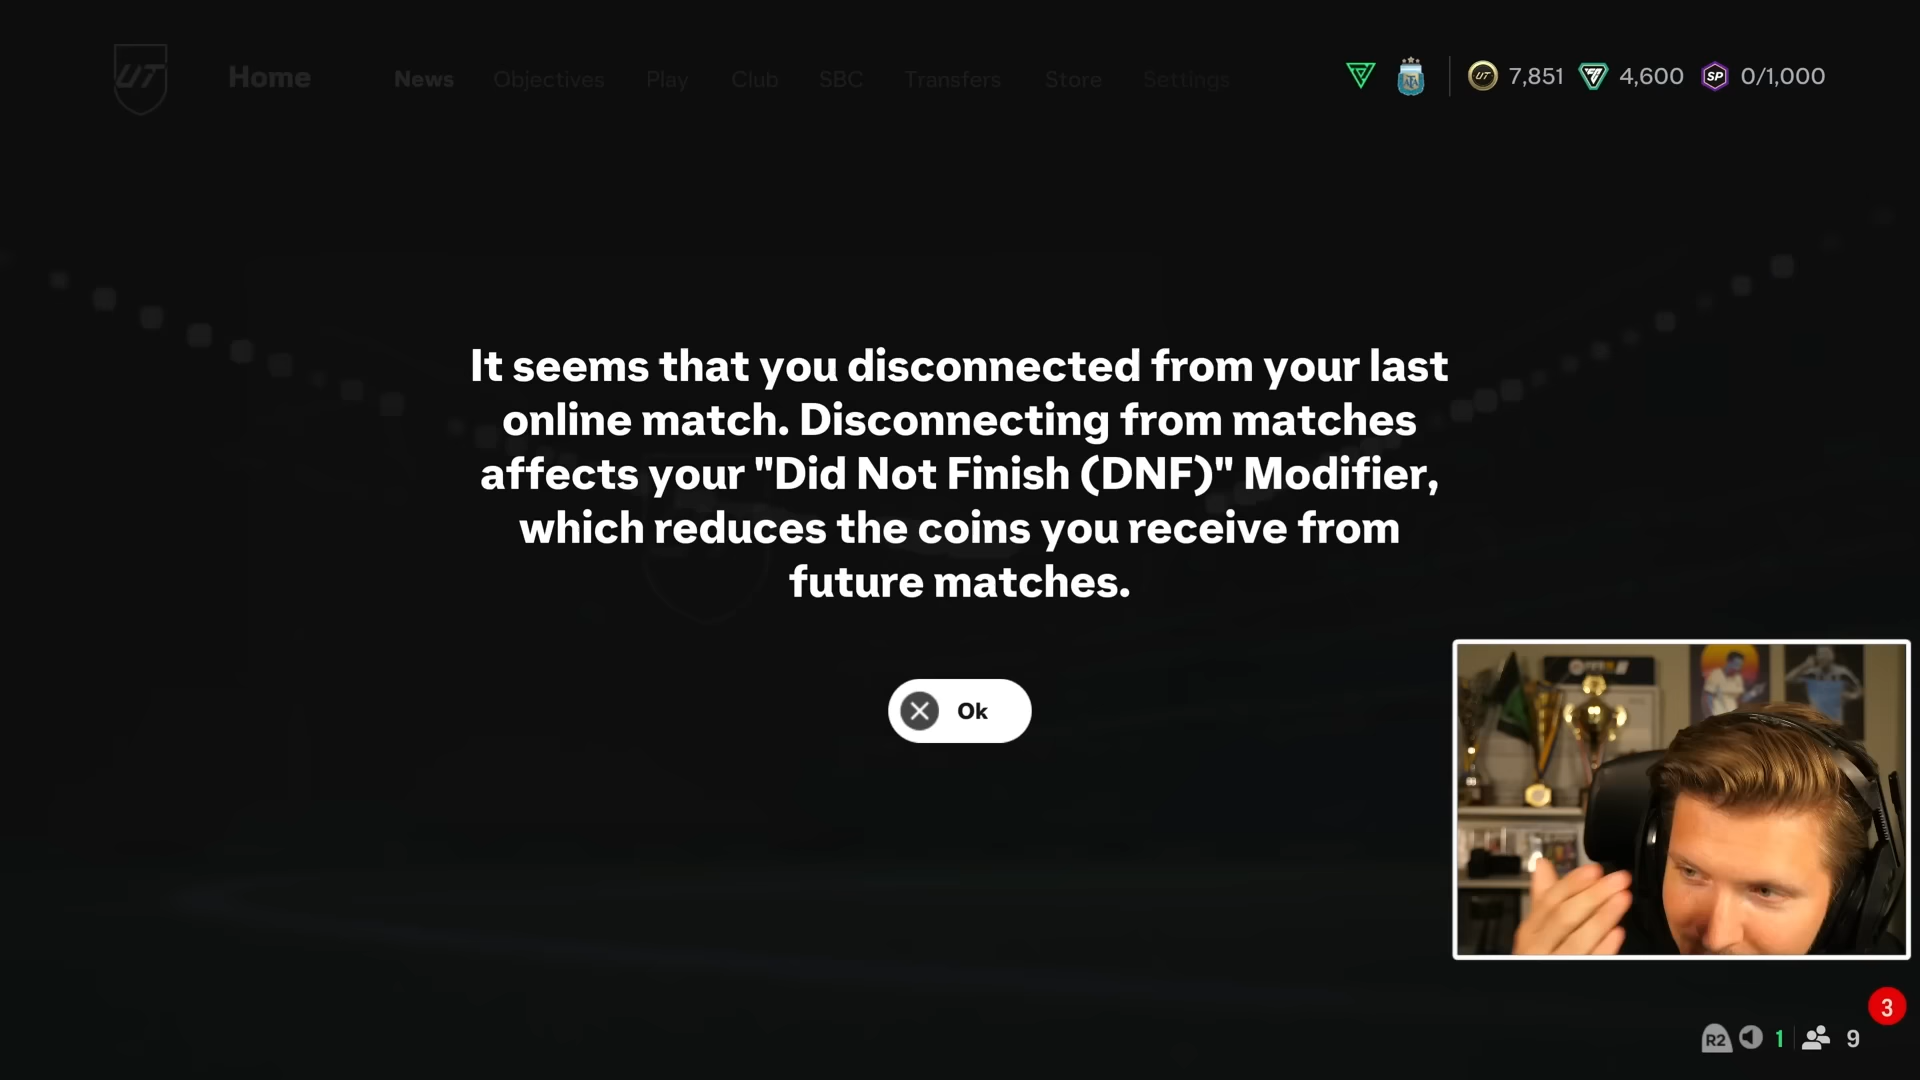 UT Home News Objectives Play Club SBC Transfers Store Settings UT 7,851 4,600 SP 0/1,000
It seems that you disconnected from your last
online match. Disconnecting from matches
affects your "Did Not Finish (DNF)" Modifier,
which reduces the coins you receive from
future matches.
Ok
3
R2 1 9